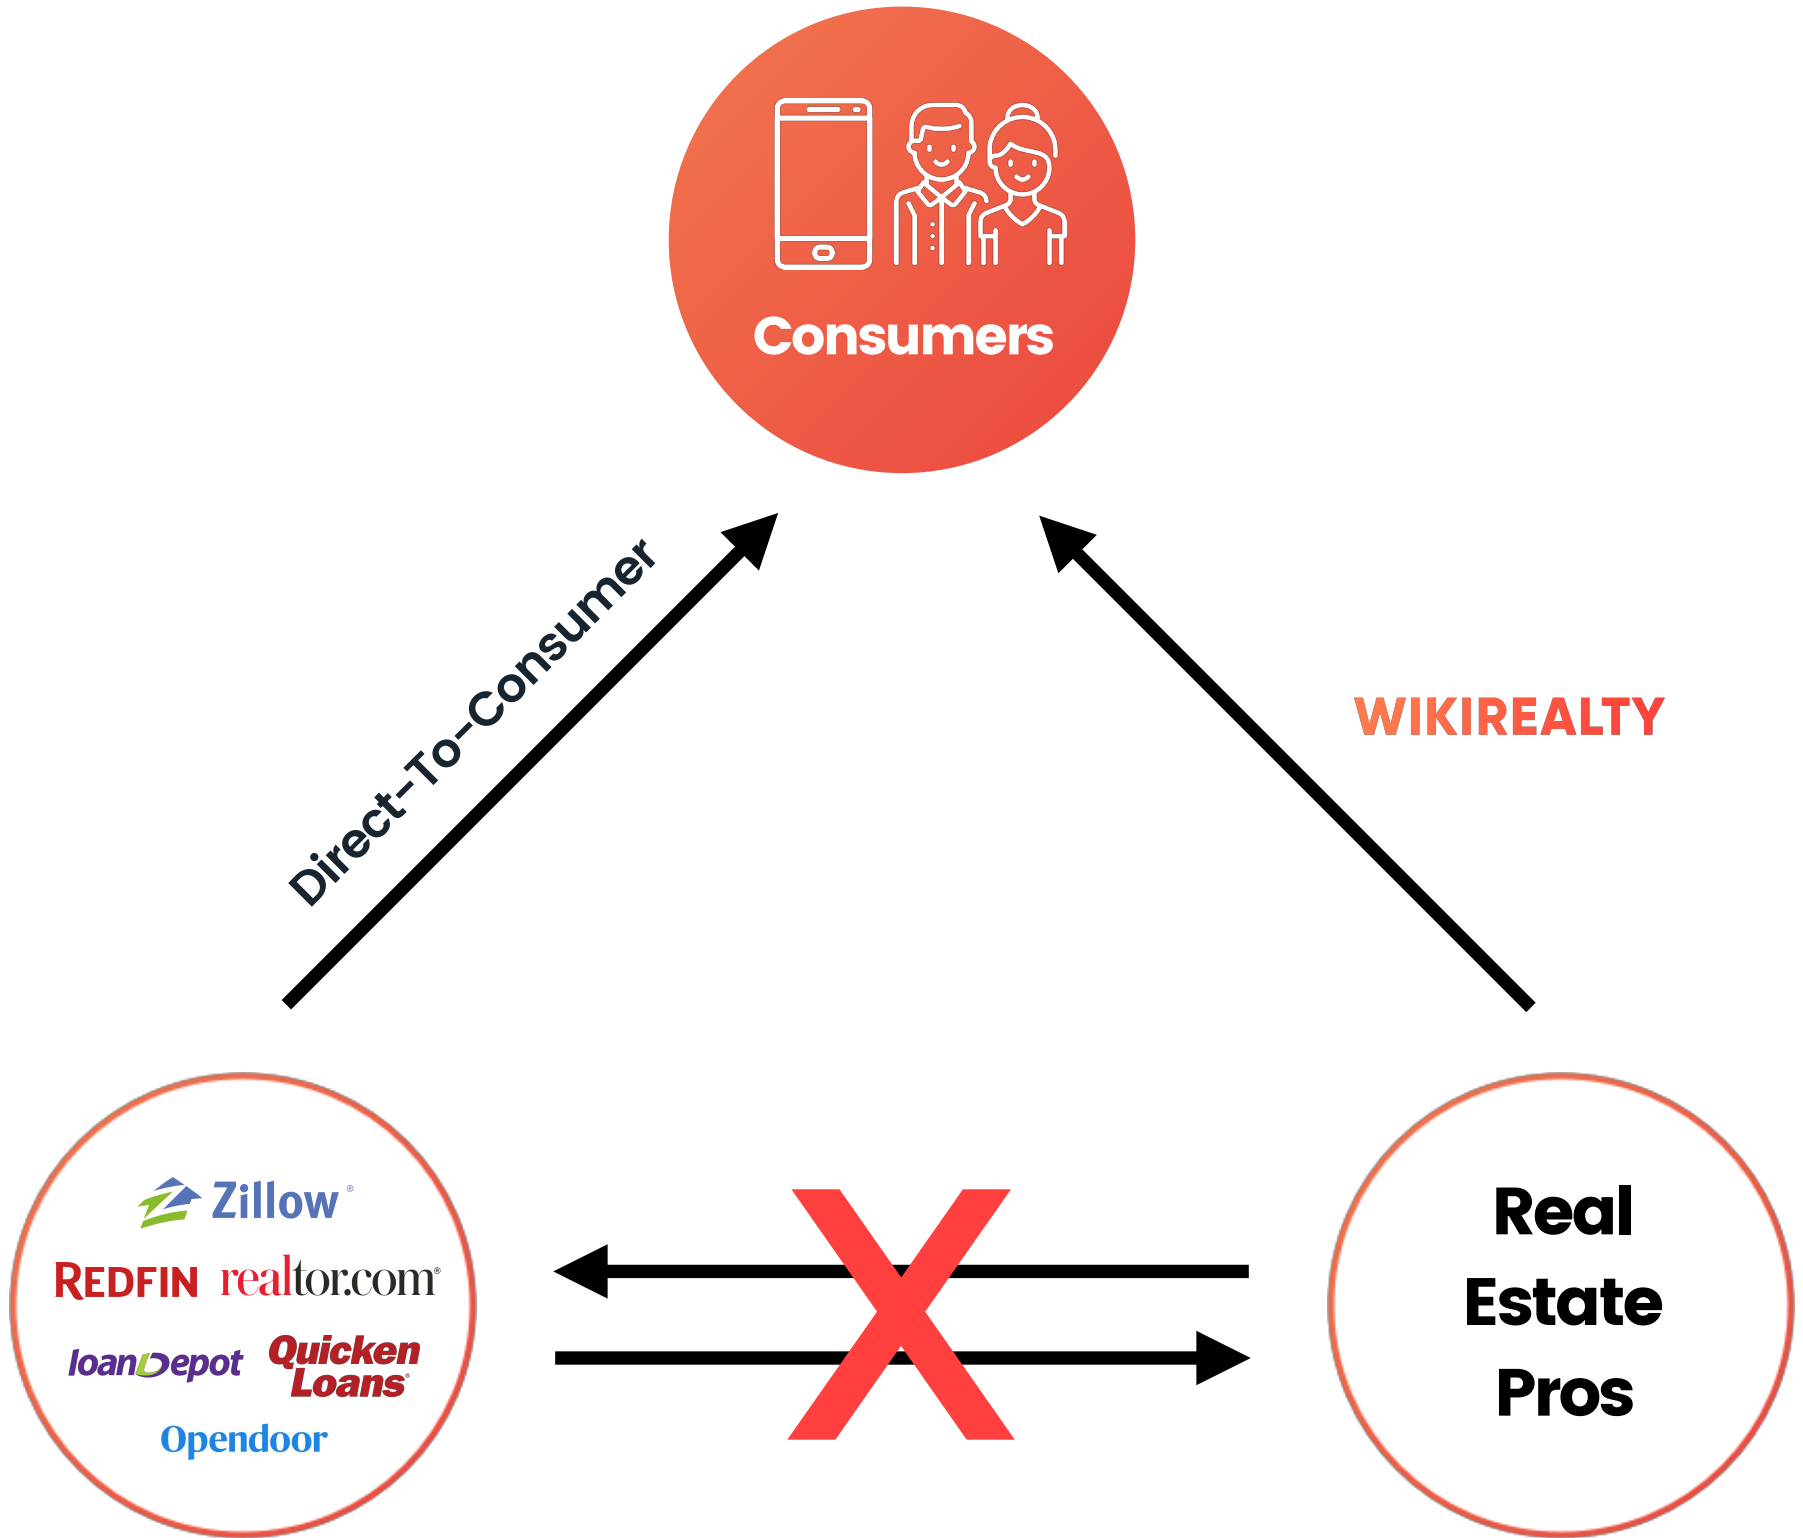 Consumers
Direct-To-Consumer
WIKIREALTY
Zillow®
REDFIN
realtor.com®
loanDepot
Quicken
Loans®
Opendoor
X
Real
Estate
Pros